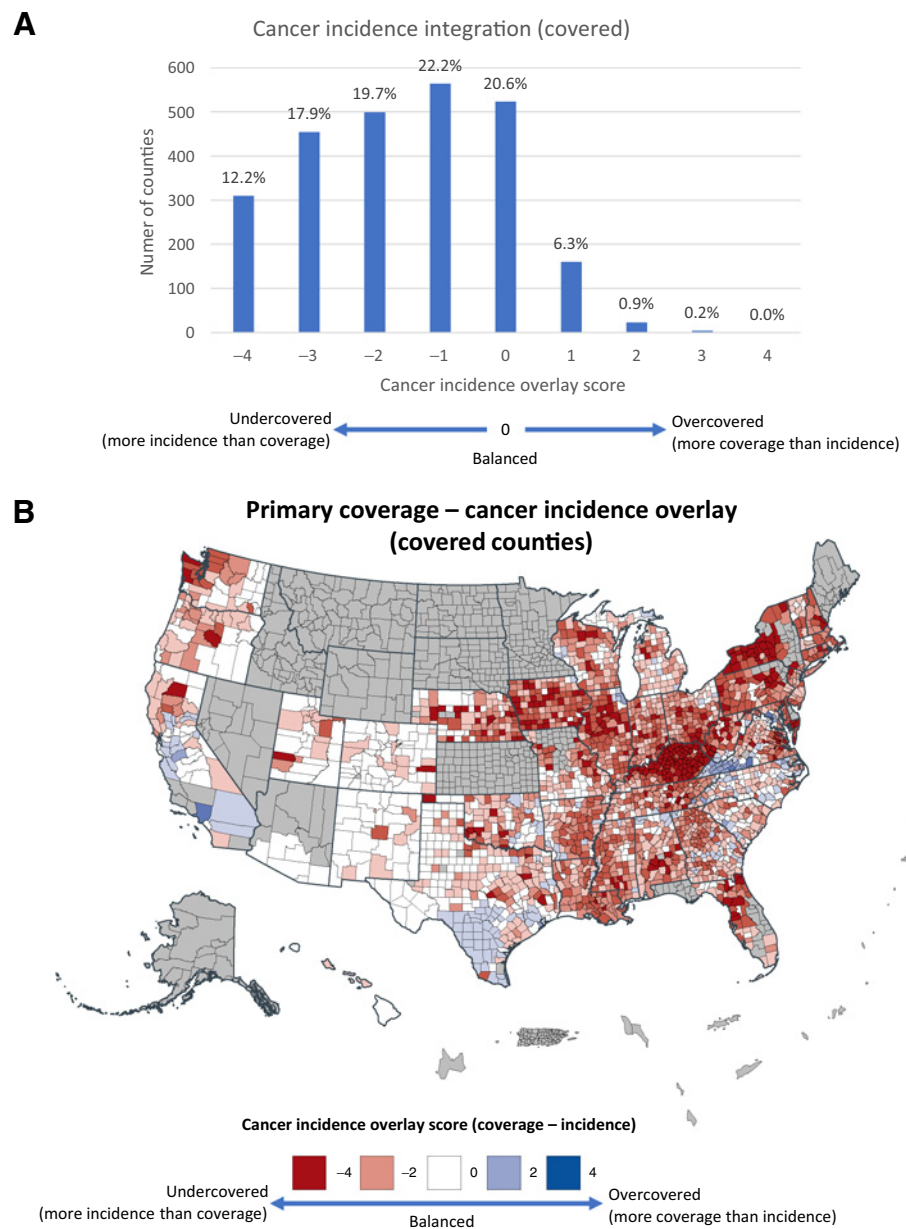 A
Cancer incidence integration (covered)
Numer of counties
600
500
400
300
200
100
0
12.2%
17.9%
19.7%
22.2%
20.6%
6.3%
0.9%
0.2%
0.0%
−4 −3 −2 −1 0 1 2 3 4
Cancer incidence overlay score
Undercovered
(more incidence than coverage)
0
Balanced
Overcovered
(more coverage than incidence)
B
Primary coverage – cancer incidence overlay
(covered counties)
Cancer incidence overlay score (coverage – incidence)
−4 −2 0 2 4
Undercovered
(more incidence than coverage)
Balanced
Overcovered
(more coverage than incidence)